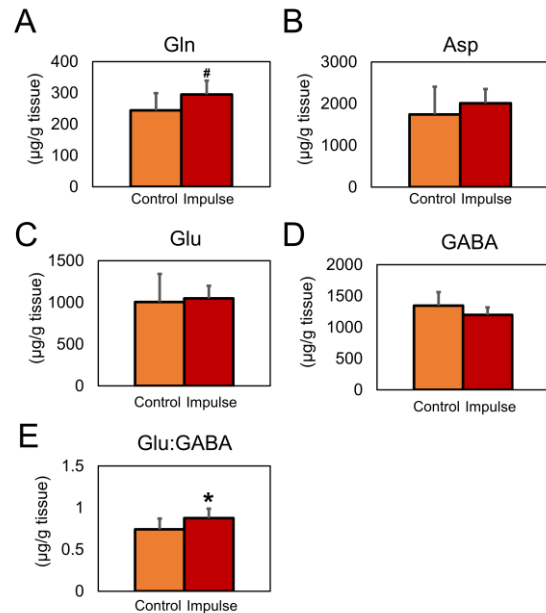 A
Gln
(µg/g tissue)
400
300
200
100
0
#
Control Impulse
B
Asp
(µg/g tissue)
3000
2000
1000
0
Control Impulse
C
Glu
(µg/g tissue)
1500
1000
500
0
Control Impulse
D
GABA
(µg/g tissue)
2000
1500
1000
500
0
Control Impulse
E
Glu:GABA
(µg/g tissue)
1.5
1
0.5
0
*
Control Impulse